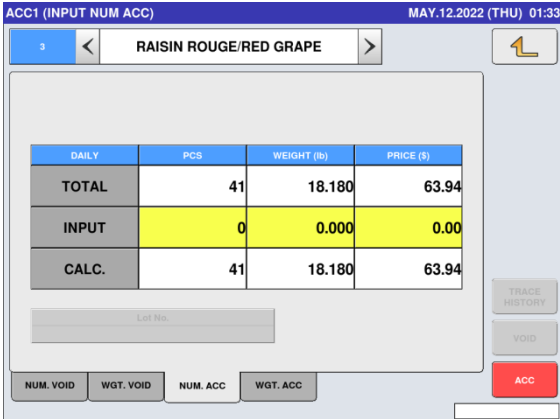 ACC1 (INPUT NUM ACC) MAY.12.2022 (THU) 01:33
3 < RAISIN ROUGE/RED GRAPE >
DAILY PCS WEIGHT (lb) PRICE ($)
TOTAL 41 18.180 63.94
INPUT 0 0.000 0.00
CALC. 41 18.180 63.94
TRACE
HISTORY
Lot No
VOID
NUM. VOID WGT. VOID NUM. ACC WGT. ACC ACC